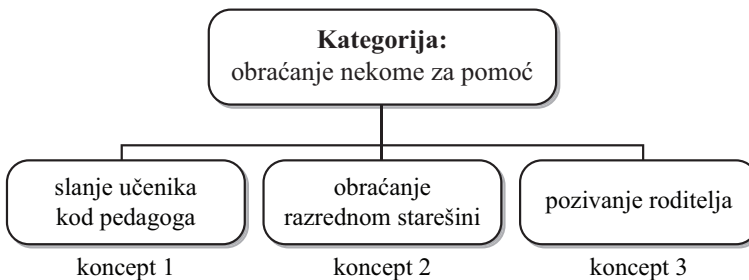 Kategorija:
obraćanje nekome za pomoć
slanje učenika
kod pedagoga
obraćanje
razrednom starešini
pozivanje roditelja
koncept 1
koncept 2
koncept 3